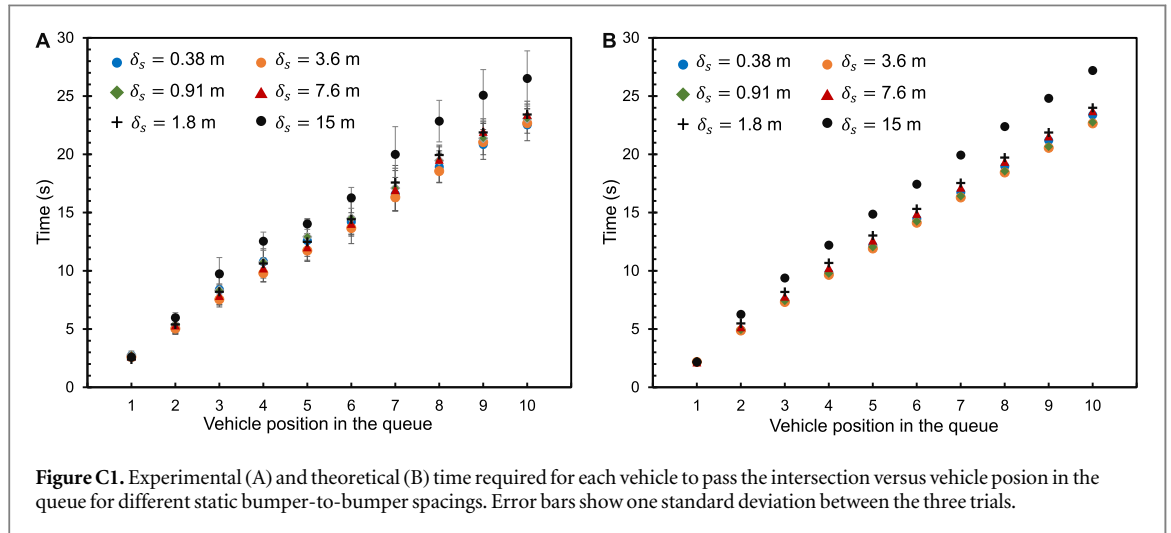 A
30
25
20
15
10
5
0
Time (s)
δₛ = 0.38 m
δₛ = 3.6 m
δₛ = 0.91 m
δₛ = 7.6 m
δₛ = 1.8 m
δₛ = 15 m
1 2 3 4 5 6 7 8 9 10
Vehicle position in the queue
B
30
25
20
15
10
5
0
Time (s)
δₛ = 0.38 m
δₛ = 3.6 m
δₛ = 0.91 m
δₛ = 7.6 m
δₛ = 1.8 m
δₛ = 15 m
1 2 3 4 5 6 7 8 9 10
Vehicle position in the queue
Figure C1. Experimental (A) and theoretical (B) time required for each vehicle to pass the intersection versus vehicle posion in the
queue for different static bumper-to-bumper spacings. Error bars show one standard deviation between the three trials.